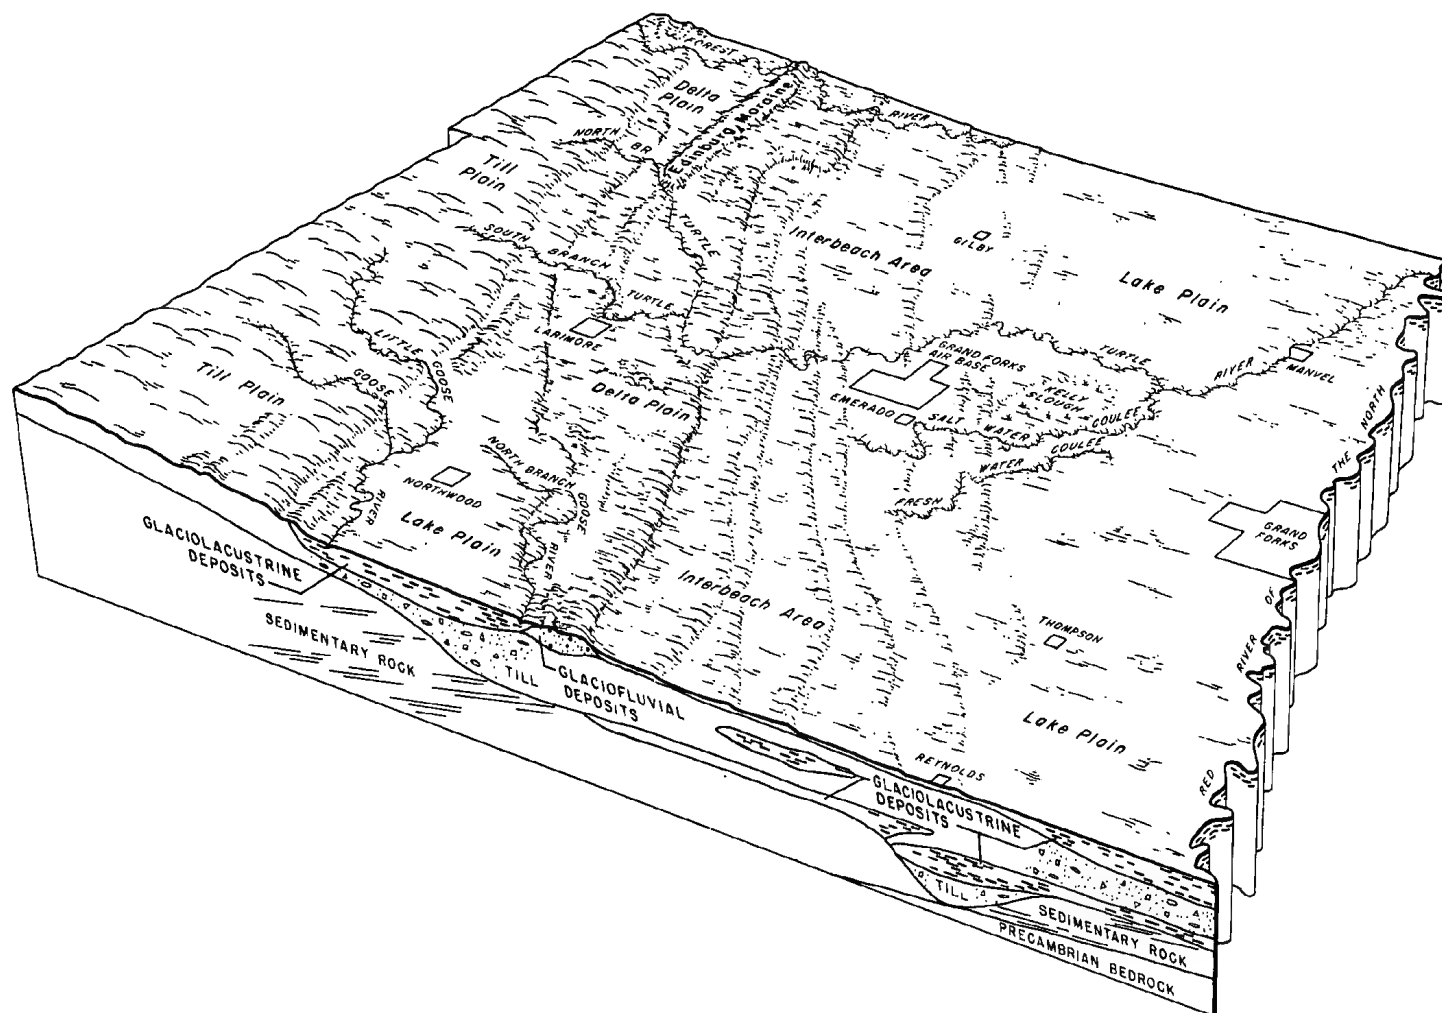 FOREST
RIVER
Delta
Plain
Edinburg Moraine
NORTH
BR
Till
Plain
TURTLE
SOUTH
BRANCH
TURTLE
Interbeach Area
GILBY
Lake Plain
LARIMORE
LITTLE
GOOSE
GOOSE
RIVER
Till Plain
Delta Plain
GRAND FORKS
AIR BASE
TURTLE
RIVER
MANVEL
KELLY
SLOUGH
EMERADO
SALT WATER COULEE
FRESH WATER COULEE
NORTHWOOD
NORTH BRANCH
GOOSE
RIVER
Lake Plain
GRAND
FORKS
RED RIVER OF THE NORTH
Interbeach Area
THOMPSON
Lake Plain
REYNOLDS
GLACIOLACUSTRINE
DEPOSITS
SEDIMENTARY ROCK
TILL
GLACIOFLUVIAL
DEPOSITS
GLACIOLACUSTRINE
DEPOSITS
TILL
SEDIMENTARY ROCK
PRECAMBRIAN BEDROCK